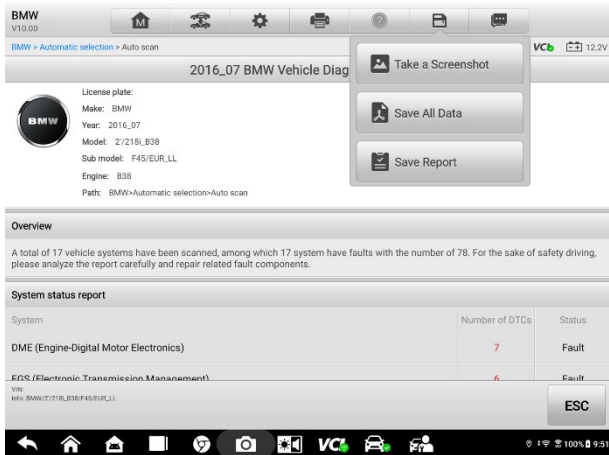 BMW
V10.00
M
?
BMW > Automatic selection > Auto scan
VCI 12.2V
2016_07 BMW Vehicle Diag
Take a Screenshot
Save All Data
Save Report
BMW
License plate:
Make: BMW
Year: 2016_07
Model: 2'/218i_B38
Sub model: F45/EUR_LL
Engine: B38
Path: BMW>Automatic selection>Auto scan
Overview
A total of 17 vehicle systems have been scanned, among which 17 system have faults with the number of 78. For the sake of safety driving,
please analyze the report carefully and repair related fault components.
System status report
System Number of DTCs Status
DME (Engine-Digital Motor Electronics) 7 Fault
EGS (Electronic Transmission Management) 6 Fault
VIN:
Info: BMW/2'/218i_B38/F45/EUR_LL
ESC
VCI 100% 9:51